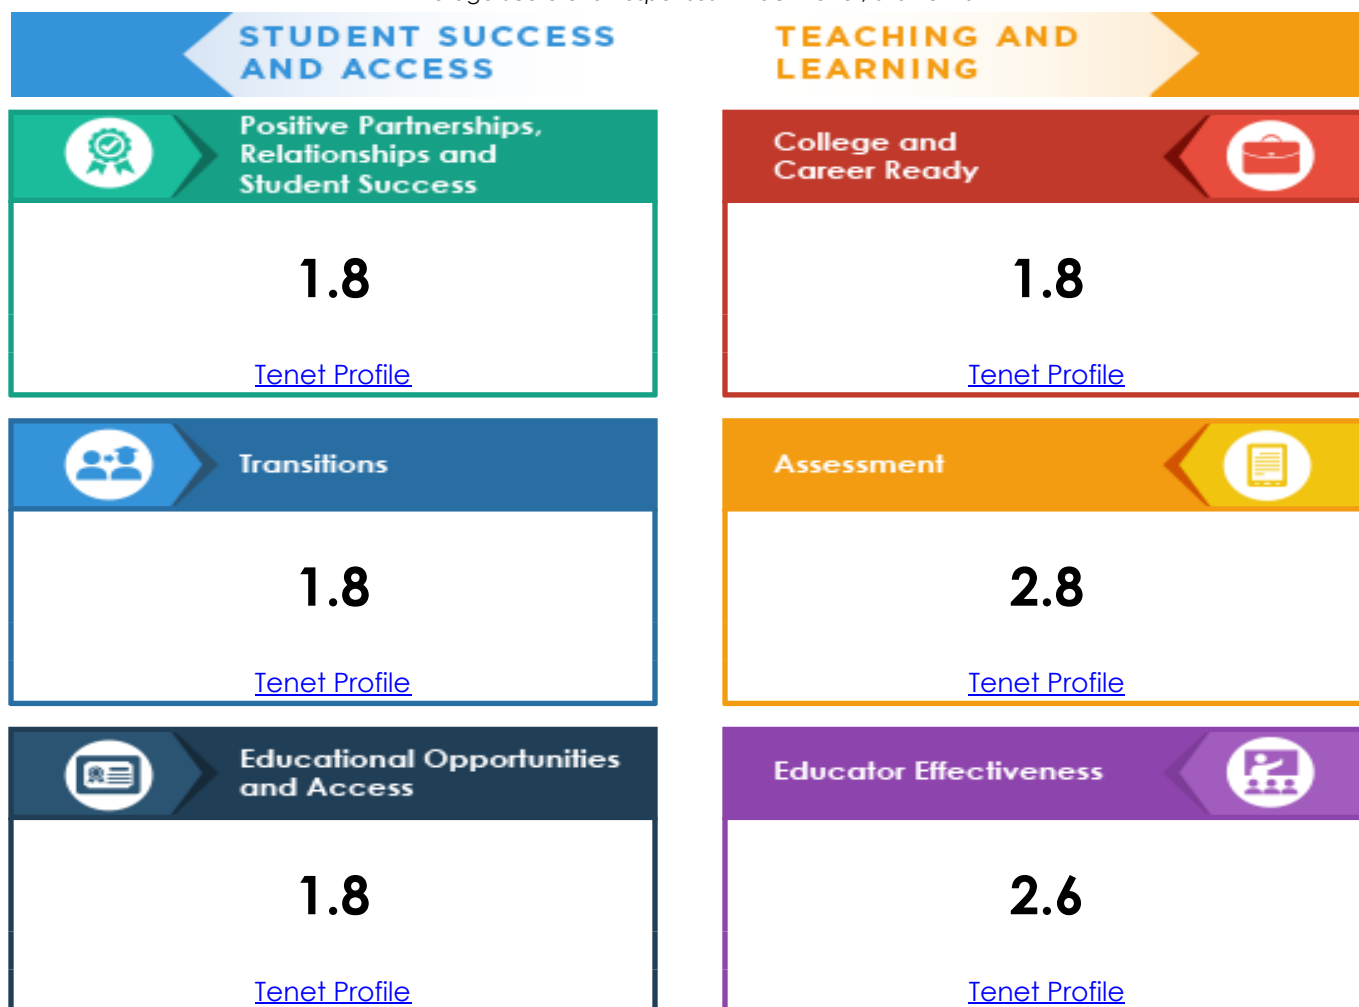 STUDENT SUCCESS
AND ACCESS
Positive Partnerships,
Relationships and
Student Success
1.8
Tenet Profile
Transitions
1.8
Tenet Profile
Educational Opportunities
and Access
1.8
Tenet Profile
TEACHING AND
LEARNING
College and
Career Ready
1.8
Tenet Profile
Assessment
2.8
Tenet Profile
Educator Effectiveness
2.6
Tenet Profile